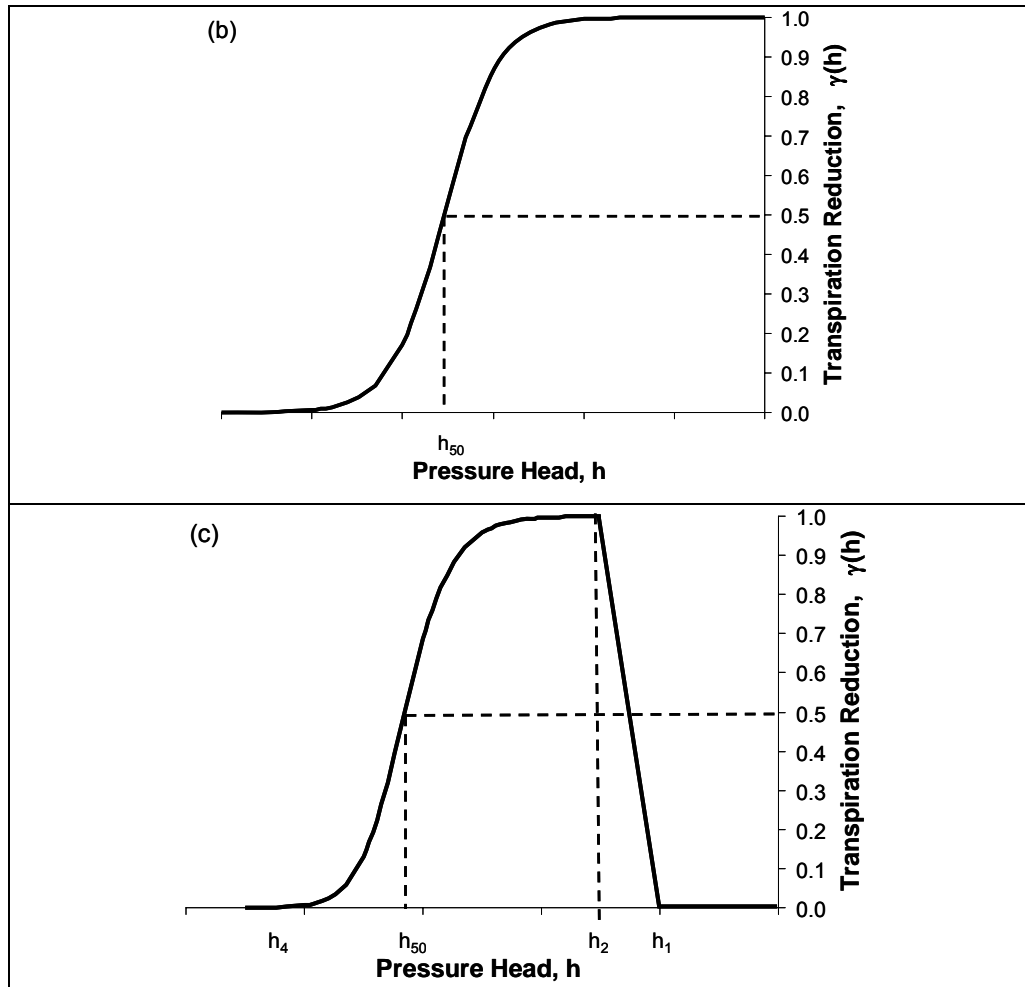 (b)
1.0
0.9
0.8
0.7
0.6
0.5
0.4
0.3
0.2
0.1
0.0
Transpiration Reduction, γ(h)
h50
Pressure Head, h
(c)
1.0
0.9
0.8
0.7
0.6
0.5
0.4
0.3
0.2
0.1
0.0
Transpiration Reduction, γ(h)
h4 h50 h2 h1
Pressure Head, h